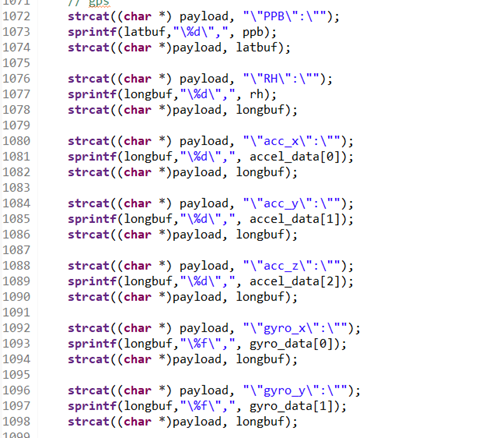 1071 // gps
1072 strcat((char *) payload, "\"PPB\":\"");
1073 sprintf(latbuf,"\%d\",", ppb);
1074 strcat((char *)payload, latbuf);
1075
1076 strcat((char *) payload, "\"RH\":\"");
1077 sprintf(longbuf,"\%d\",", rh);
1078 strcat((char *)payload, longbuf);
1079
1080 strcat((char *) payload, "\"acc_x\":\"");
1081 sprintf(longbuf,"\%d\",", accel_data[0]);
1082 strcat((char *)payload, longbuf);
1083
1084 strcat((char *) payload, "\"acc_y\":\"");
1085 sprintf(longbuf,"\%d\",", accel_data[1]);
1086 strcat((char *)payload, longbuf);
1087
1088 strcat((char *) payload, "\"acc_z\":\"");
1089 sprintf(longbuf,"\%d\",", accel_data[2]);
1090 strcat((char *)payload, longbuf);
1091
1092 strcat((char *) payload, "\"gyro_x\":\"");
1093 sprintf(longbuf,"\%f\",", gyro_data[0]);
1094 strcat((char *)payload, longbuf);
1095
1096 strcat((char *) payload, "\"gyro_y\":\"");
1097 sprintf(longbuf,"\%f\",", gyro_data[1]);
1098 strcat((char *)payload, longbuf);
1099